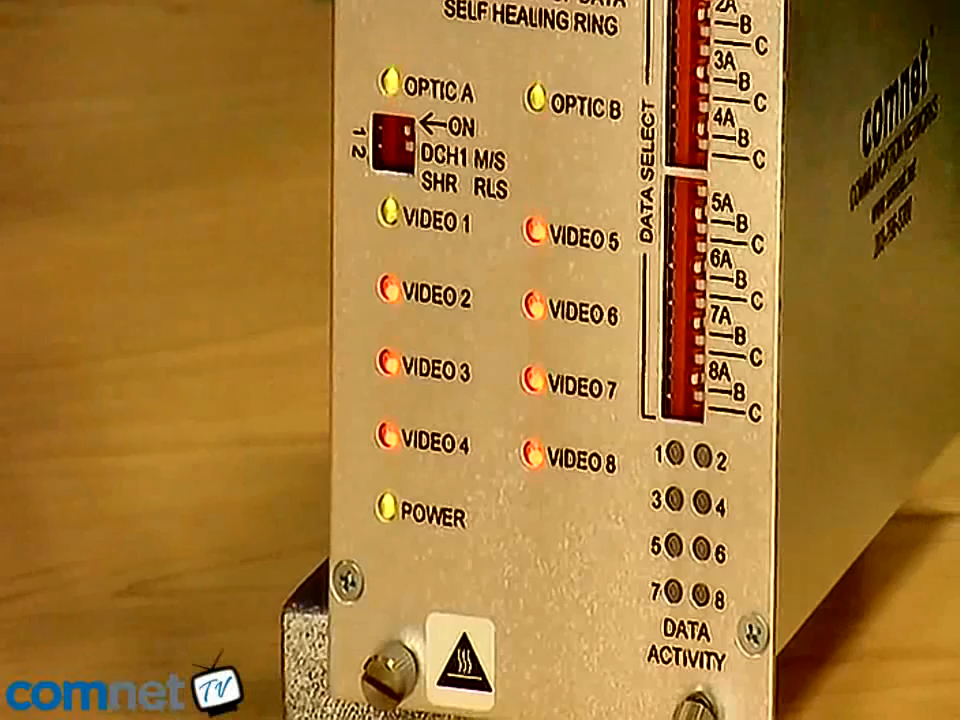 SELF HEALING RING
OPTIC A
OPTIC B
1 2
←ON
DCH1 M/S
SHR RLS
VIDEO 1
VIDEO 5
VIDEO 2
VIDEO 6
VIDEO 3
VIDEO 7
VIDEO 4
VIDEO 8
POWER
DATA SELECT
2A
B
C
3A
B
C
4A
B
C
5A
B
C
6A
B
C
7A
B
C
8A
B
C
1 2
3 4
5 6
7 8
DATA
ACTIVITY
comnet
COMMUNICATION NETWORKS
comnet TV